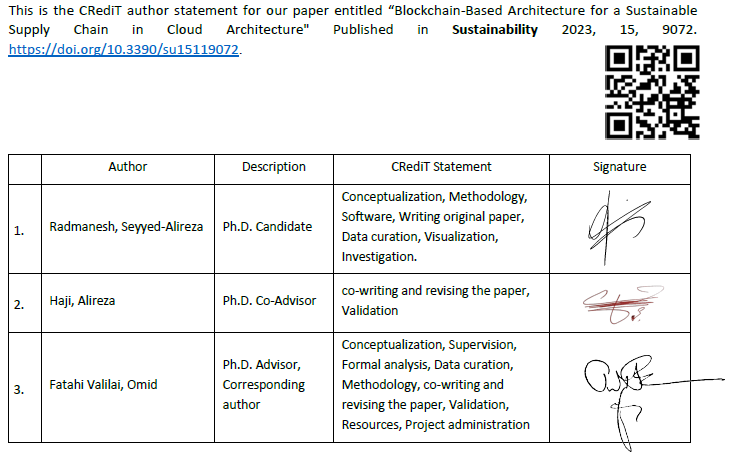 This is the CRediT author statement for our paper entitled “Blockchain-Based Architecture for a Sustainable
Supply Chain in Cloud Architecture" Published in Sustainability 2023, 15, 9072.
https://doi.org/10.3390/su15119072.
Author Description CRediT Statement Signature
1. Radmanesh, Seyyed-Alireza Ph.D. Candidate
Conceptualization, Methodology,
Software, Writing original paper,
Data curation, Visualization,
Investigation.
2. Haji, Alireza Ph.D. Co-Advisor
co-writing and revising the paper,
Validation
3. Fatahi Valilai, Omid
Ph.D. Advisor,
Corresponding
author
Conceptualization, Supervision,
Formal analysis, Data curation,
Methodology, co-writing and
revising the paper, Validation,
Resources, Project administration